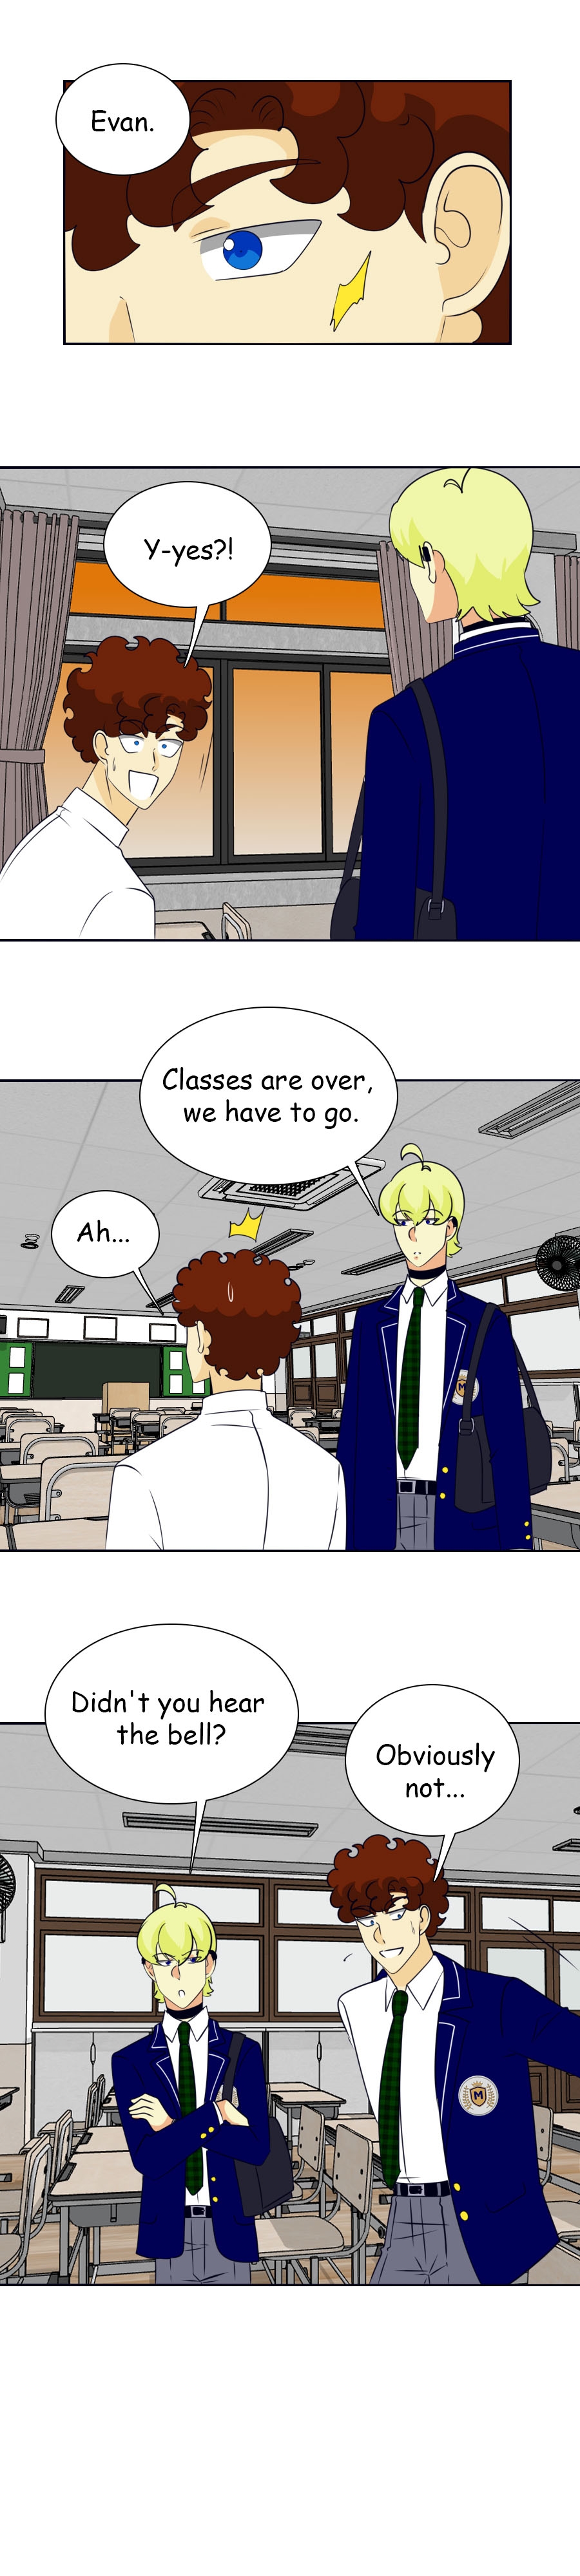 Evan.
Y-yes?!
Classes are over,
we have to go.
Ah...
M
Didn't you hear
the bell?
Obviously
not...
M